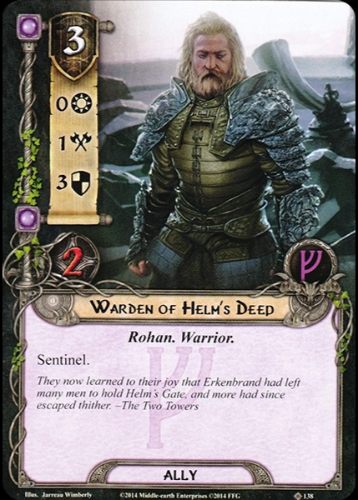 3
0
1
3
2
Warden of Helm's Deep
Rohan. Warrior.
Sentinel.
They now learned to their joy that Erkenbrand had left
many men to hold Helm's Gate, and more had since
escaped thither. –The Two Towers
ALLY
Illus. Jarreau Wimberly
©2014 Middle-earth Enterprises ©2014 FFG
138